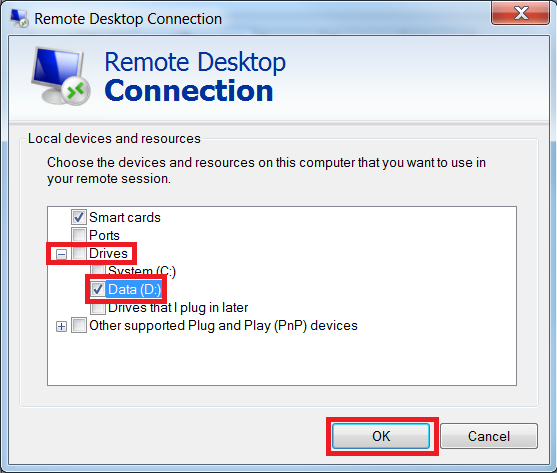 Remote Desktop Connection
Remote Desktop
Connection
Local devices and resources
Choose the devices and resources on this computer that you want to use in
your remote session.
Smart cards
Ports
Drives
System (C:)
Data (D:)
Drives that I plug in later
Other supported Plug and Play (PnP) devices
OK
Cancel